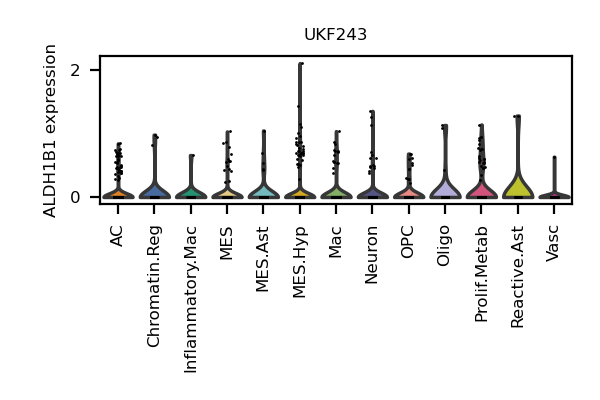 UKF243
ALDH1B1 expression
2
0
AC
Chromatin.Reg
Inflammatory.Mac
MES
MES.Ast
MES.Hyp
Mac
Neuron
OPC
Oligo
Prolif.Metab
Reactive.Ast
Vasc